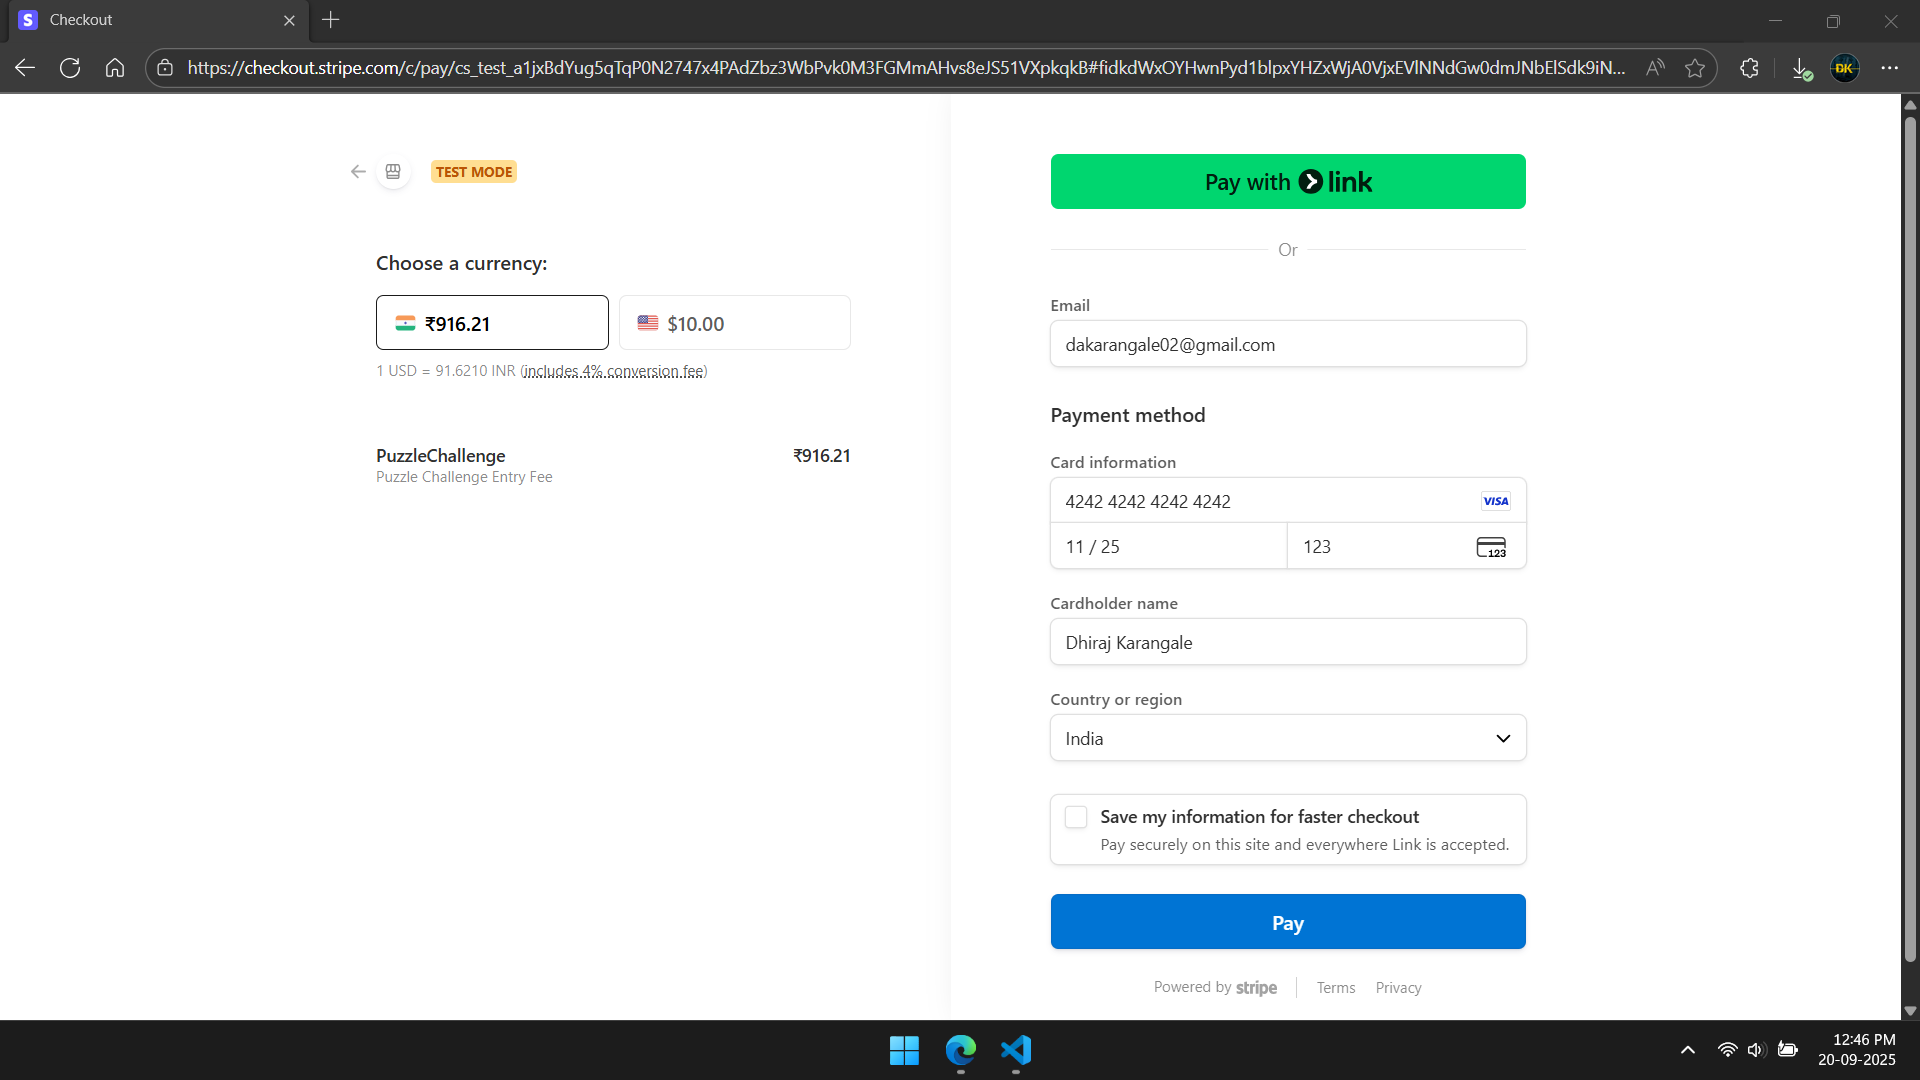 Checkout
https://checkout.stripe.com/c/pay/cs_test_a1jxBdYug5qTqP0N2747x4PAdZbz3WbPvk0M3FGMmAHvs8eJS51VXpkqkB#fidkdWxOYHwnPyd1blpxYHZxWjA0VjxEVlNNdGw0dmJNbElSdk9iN...
DK
TEST MODE
Choose a currency:
₹916.21
$10.00
1 USD = 91.6210 INR (includes 4% conversion fee)
PuzzleChallenge
₹916.21
Puzzle Challenge Entry Fee
Pay with link
Or
Email
dakarangale02@gmail.com
Payment method
Card information
4242 4242 4242 4242
VISA
11 / 25
123
123
Cardholder name
Dhiraj Karangale
Country or region
India
Save my information for faster checkout
Pay securely on this site and everywhere Link is accepted.
Pay
Powered by stripe
Terms
Privacy
12:46 PM
20-09-2025